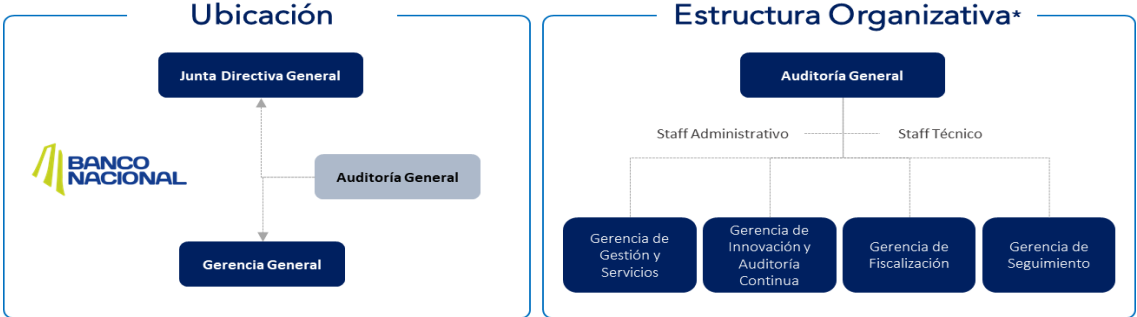 Ubicación
Junta Directiva General
BANCO
NACIONAL
Auditoría General
Gerencia General
Estructura Organizativa*
Auditoría General
Staff Administrativo
Staff Técnico
Gerencia de
Gestión y
Servicios
Gerencia de
Innovación y
Auditoría
Continua
Gerencia de
Fiscalización
Gerencia de
Seguimiento